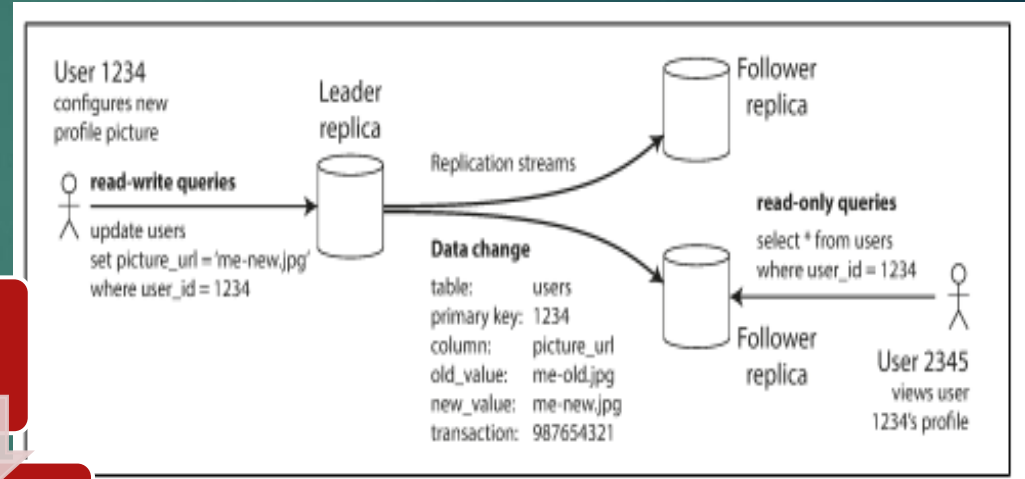 User 1234
configures new
profile picture
read-write queries
update users
set picture_url = 'me-new.jpg'
where user_id = 1234
Leader
replica
Replication streams
Data change
table: users
primary key: 1234
column: picture_url
old_value: me-old.jpg
new_value: me-new.jpg
transaction: 987654321
Follower
replica
read-only queries
select * from users
where user_id = 1234
Follower
replica
User 2345
views user
1234's profile